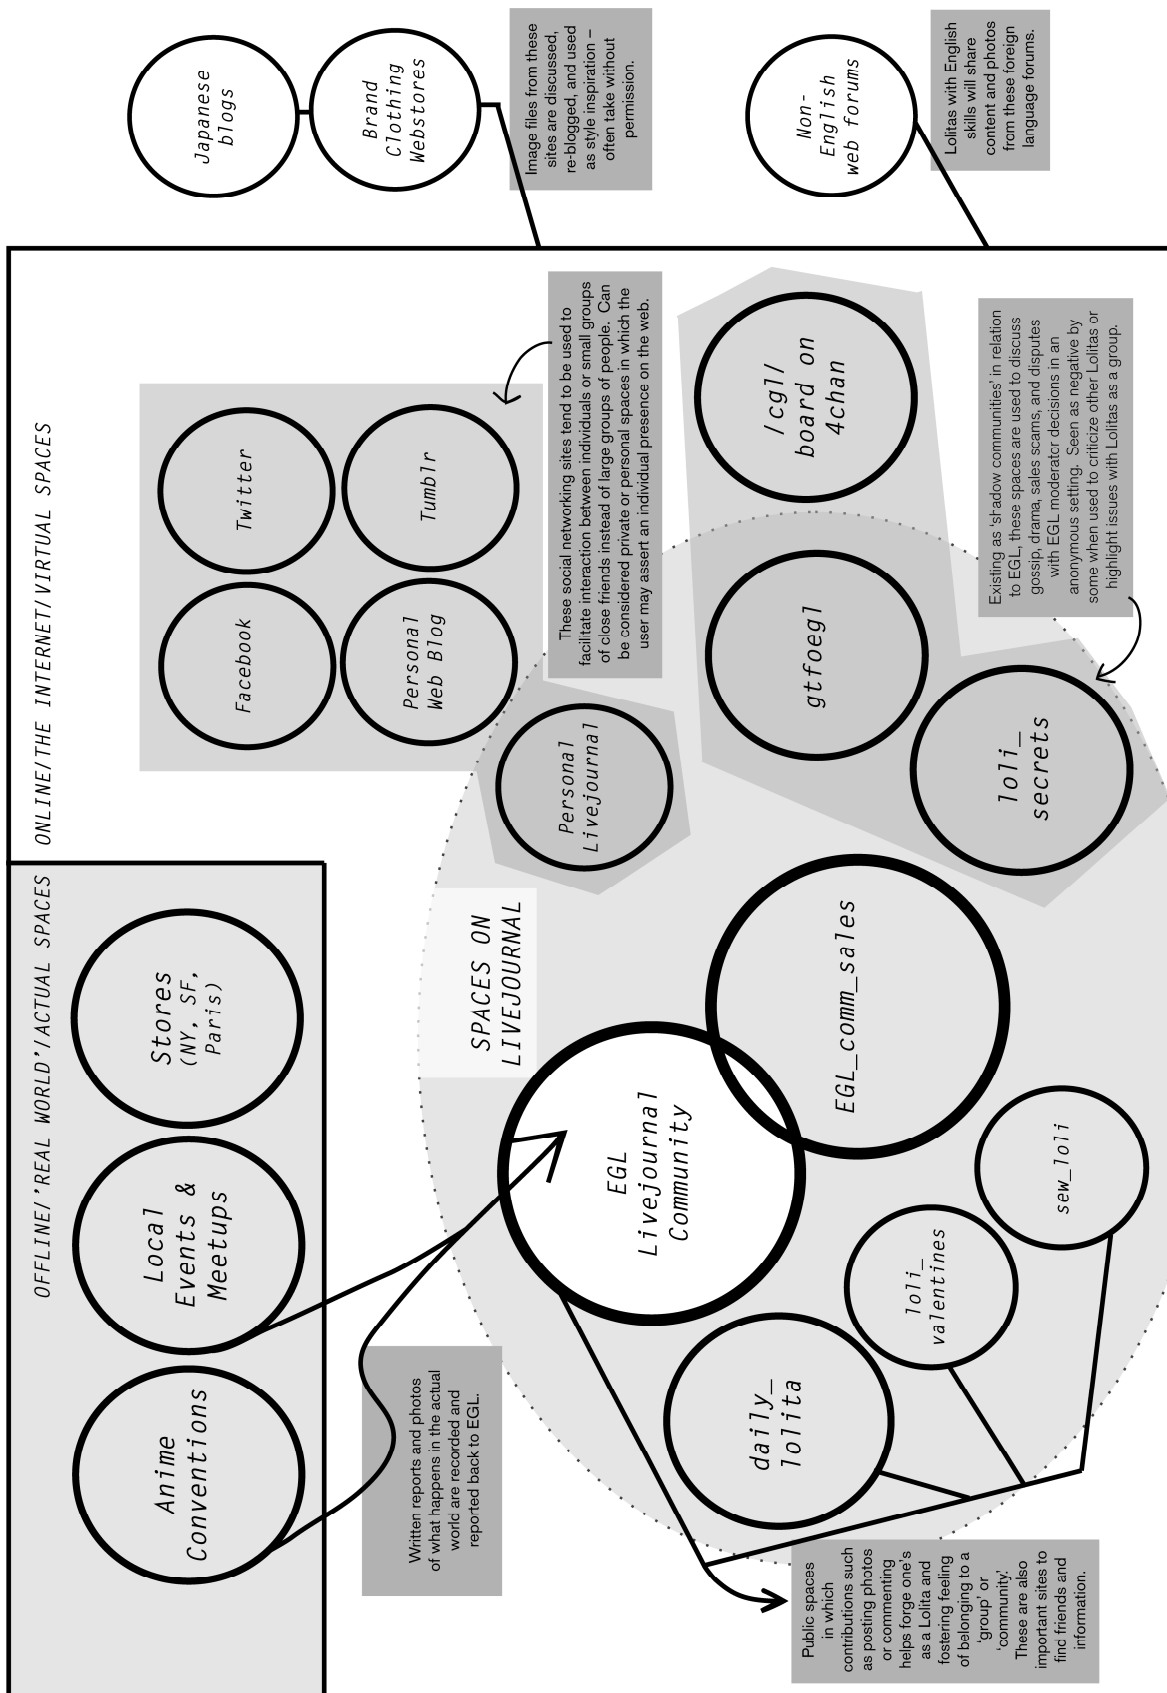 OFFLINE/'REAL WORLD'/ACTUAL SPACES
ONLINE/THE INTERNET/VIRTUAL SPACES
Anime
Conventions
Local
Events &
Meetups
Stores
(NY, SF,
Paris)
Facebook
Twitter
Personal
Web Blog
Tumblr
Japanese
blogs
Brand
Clothing
Webstores
Image files from these
sites are discussed,
re-blogged, and used
as style inspiration –
often take without
permission.
Non-
English
web forums
Lolitas with English
skills will share
content and photos
from these foreign
language forums.
Written reports and photos
of what happens in the actual
world are recorded and
reported back to EGL.
These social networking sites tend to be used to
facilitate interaction between individuals or small groups
of close friends instead of large groups of people. Can
be considered private or personal spaces in which the
user may assert an individual presence on the web.
SPACES ON
LIVEJOURNAL
Personal
Livejournal
EGL
Livejournal
Community
EGL_comm_sales
gtfoegl
/cgl/
board on
4chan
loli_
secrets
Existing as 'shadow communities' in relation
to EGL, these spaces are used to discuss
gossip, drama, sales scams, and disputes
with EGL moderator decisions in an
anonymous setting. Seen as negative by
some when used to criticize other Lolitas or
highlight issues with Lolitas as a group.
daily_
lolita
loli_
valentines
sew_loli
Public spaces
in which
contributions such
as posting photos
or commenting
helps forge one's
as a Lolita and
fostering feeling
of belonging to a
'group' or
'community.'
These are also
important sites to
find friends and
information.